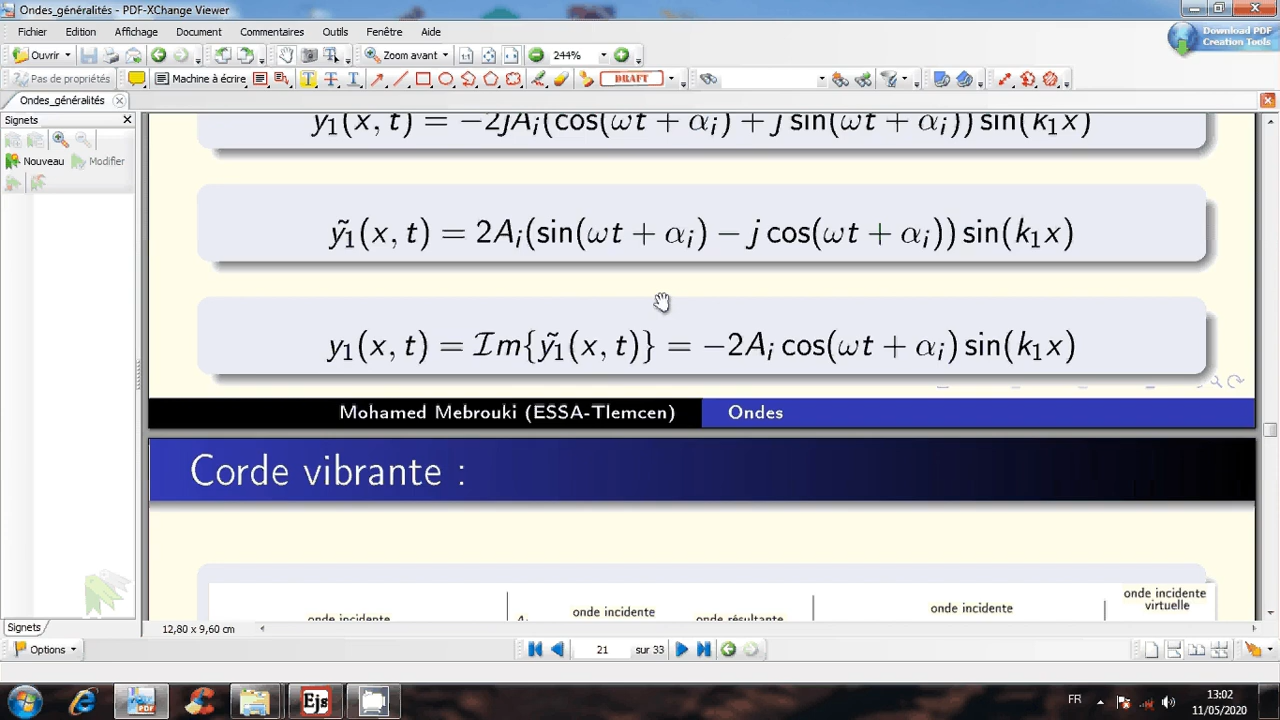 Ondes_généralités - PDF-XChange Viewer
Fichier Edition Affichage Document Commentaires Outils Fenêtre Aide
Download PDF
Creation Tools
Ouvrir Zoom avant 244%
Pas de propriétés Machine à écrire DRAFT
Ondes_généralités
Signets
Nouveau Modifier
y₁(x, t) = −2jAᵢ(cos(ωt + αᵢ) + j sin(ωt + αᵢ)) sin(k₁x)
ỹ₁(x, t) = 2Aᵢ(sin(ωt + αᵢ) − j cos(ωt + αᵢ)) sin(k₁x)
y₁(x, t) = ℐm{ỹ₁(x, t)} = −2Aᵢ cos(ωt + αᵢ) sin(k₁x)
Mohamed Mebrouki (ESSA-Tlemcen) Ondes
Corde vibrante :
onde incidente
virtuelle
onde incidente
onde incidente
onde incidente
onde résultante
Signets
12,80 x 9,60 cm
Options 21 sur 33
PDF
Ejs
FR
13:02
11/05/2020